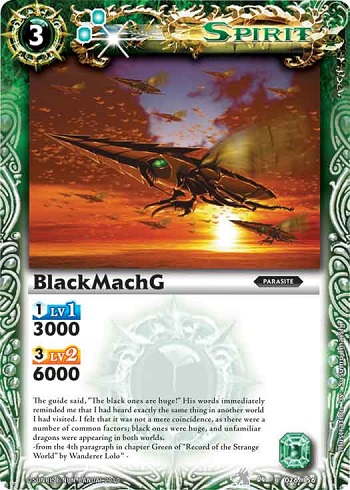 3
SPIRIT
BlackMachG
PARASITE
1 LV1
3000
3 LV2
6000
The guide said, "The black ones are huge!" His words immediately
reminded me that I had heard exactly the same thing in another world
I had visited. I felt that it was not a mere coincidence, as there were a
number of common factors; black ones were huge, and unfamiliar
dragons were appearing in both worlds.
-from the 4th paragraph in chapter Green of "Record of the Strange
World" by Wanderer Lolo" -